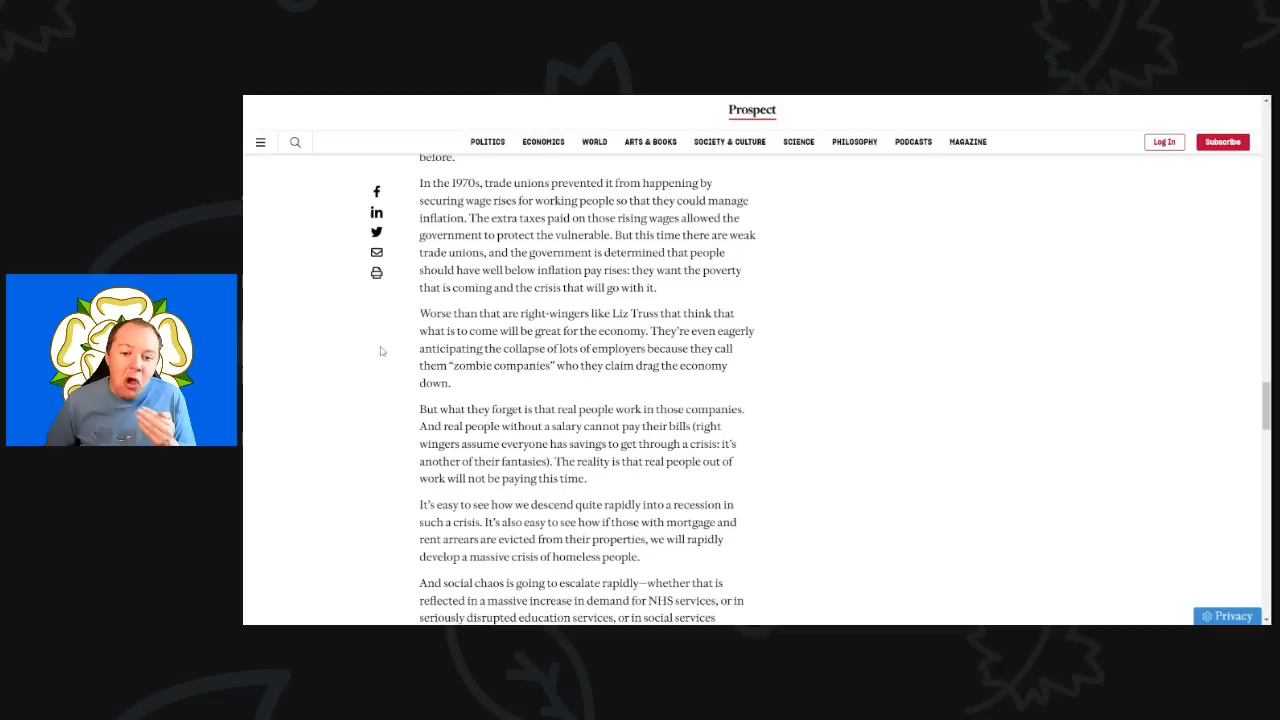 Prospect
POLITICS ECONOMICS WORLD ARTS & BOOKS SOCIETY & CULTURE SCIENCE PHILOSOPHY PODCASTS MAGAZINE Log In Subscribe
before.
In the 1970s, trade unions prevented it from happening by
securing wage rises for working people so that they could manage
inflation. The extra taxes paid on those rising wages allowed the
government to protect the vulnerable. But this time there are weak
trade unions, and the government is determined that people
should have well below inflation pay rises: they want the poverty
that is coming and the crisis that will go with it.
Worse than that are right-wingers like Liz Truss that think that
what is to come will be great for the economy. They're even eagerly
anticipating the collapse of lots of employers because they call
them “zombie companies” who they claim drag the economy
down.
But what they forget is that real people work in those companies.
And real people without a salary cannot pay their bills (right
wingers assume everyone has savings to get through a crisis: it's
another of their fantasies). The reality is that real people out of
work will not be paying this time.
It's easy to see how we descend quite rapidly into a recession in
such a crisis. It's also easy to see how if those with mortgage and
rent arrears are evicted from their properties, we will rapidly
develop a massive crisis of homeless people.
And social chaos is going to escalate rapidly—whether that is
reflected in a massive increase in demand for NHS services, or in
seriously disrupted education services, or in social services
Privacy